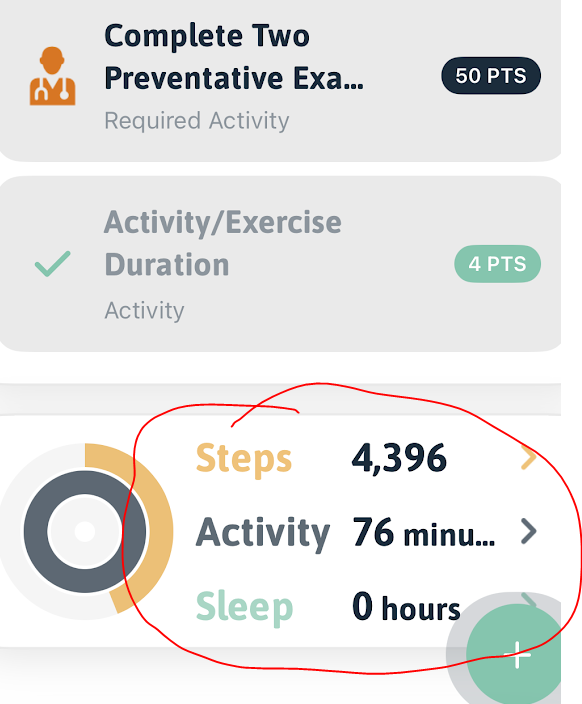 Complete Two
Preventative Exa...
50 PTS
Required Activity
Activity/Exercise
Duration
4 PTS
Activity
Steps 4,396
Activity 76 minu...
Sleep 0 hours